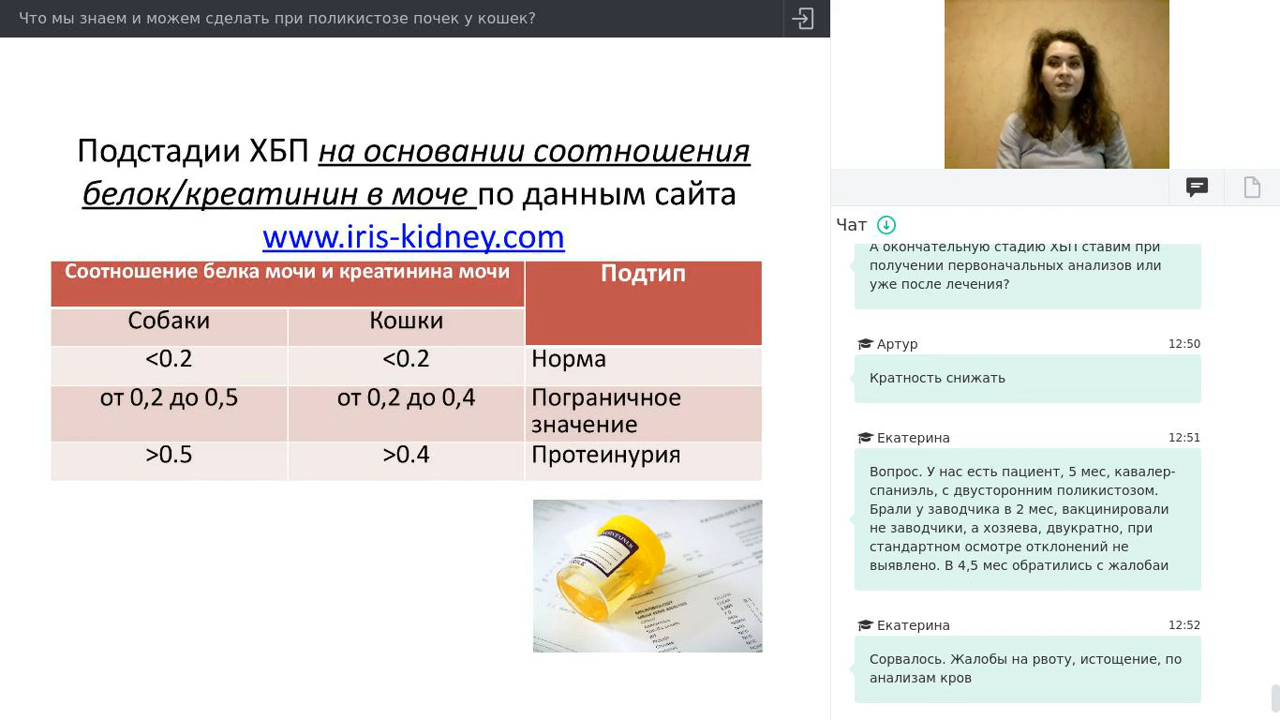 Что мы знаем и можем сделать при поликистозе почек у кошек?
Подстадии ХБП на основании соотношения
белок/креатинин в моче по данным сайта
www.iris-kidney.com
Соотношение белка мочи и креатинина мочи
Подтип
Собаки
Кошки
<0.2
<0.2
Норма
от 0,2 до 0,5
от 0,2 до 0,4
Пограничное
значение
>0.5
>0.4
Протеинурия
Чат
А окончательную стадию ХБП ставим при
получении первоначальных анализов или
уже после лечения?
Артур
12:50
Кратность снижать
Екатерина
12:51
Вопрос. У нас есть пациент, 5 мес, кавалер-
спаниэль, с двусторонним поликистозом.
Брали у заводчика в 2 мес, вакцинировали
не заводчики, а хозяева, двукратно, при
стандартном осмотре отклонений не
выявлено. В 4,5 мес обратились с жалобаи
Екатерина
12:52
Сорвалось. Жалобы на рвоту, истощение, по
анализам кров